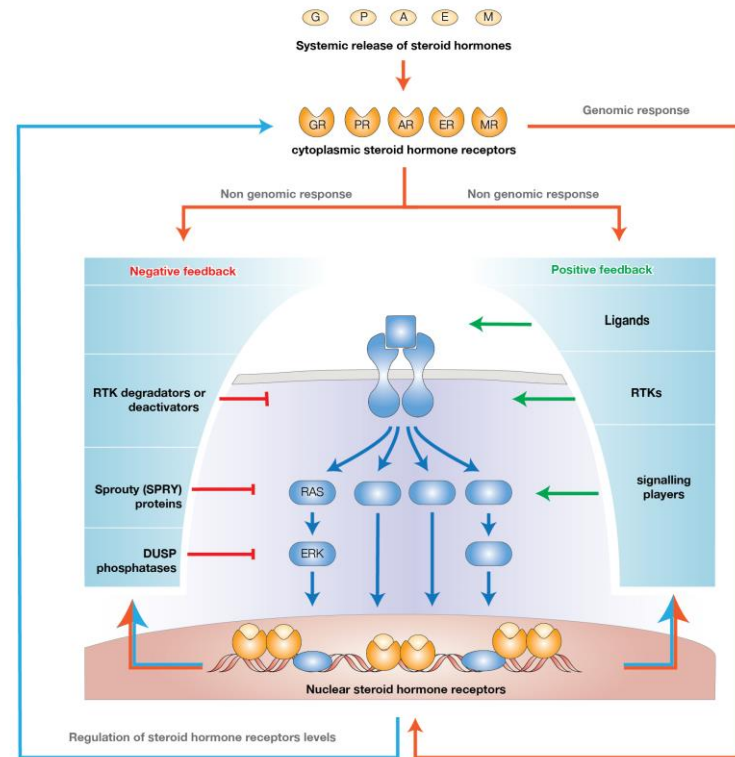 G P A E M
Systemic release of steroid hormones
GR PR AR ER MR
Genomic response
cytoplasmic steroid hormone receptors
Non genomic response
Non genomic response
Negative feedback
Positive feedback
Ligands
RTK degradators or
deactivators
RTKs
Sprouty (SPRY)
proteins
RAS
signalling
players
DUSP
phosphatases
ERK
Nuclear steroid hormone receptors
Regulation of steroid hormone receptors levels